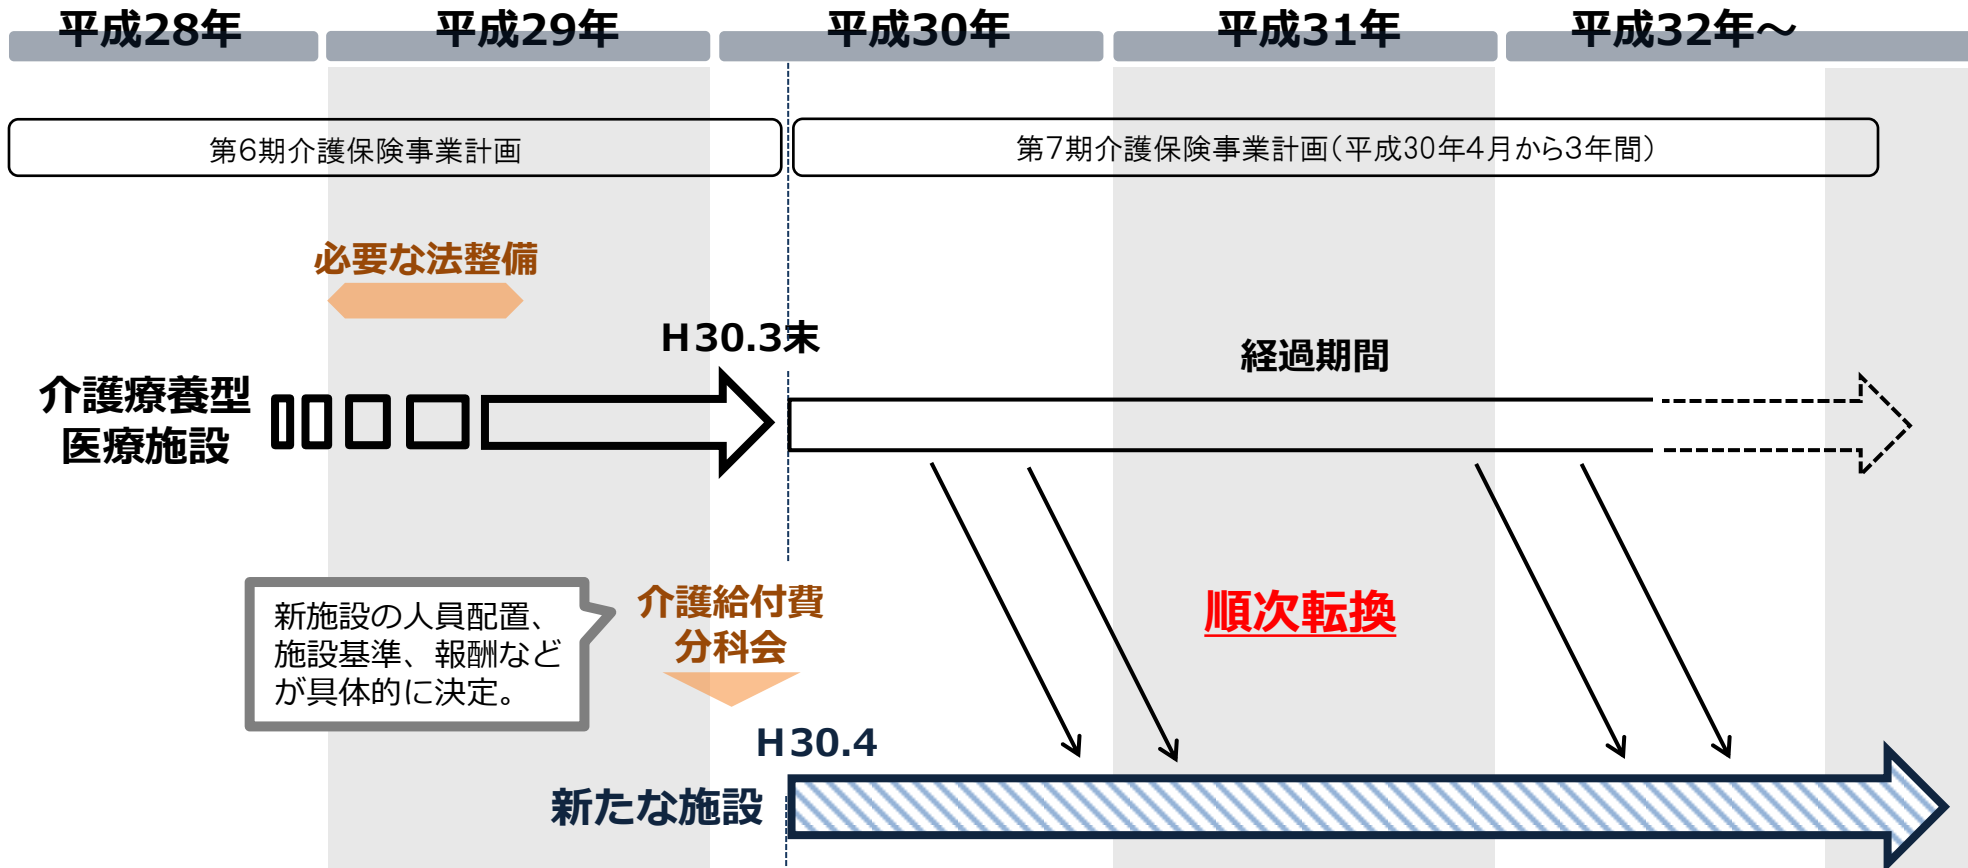 平成28年
平成29年
平成30年
平成31年
平成32年～
第6期介護保険事業計画
第7期介護保険事業計画（平成30年4月から3年間）
必要な法整備
Ｈ30.3末
経過期間
介護療養型
医療施設
新施設の人員配置、
施設基準、報酬など
が具体的に決定。
介護給付費
分科会
順次転換
Ｈ30.4
新たな施設